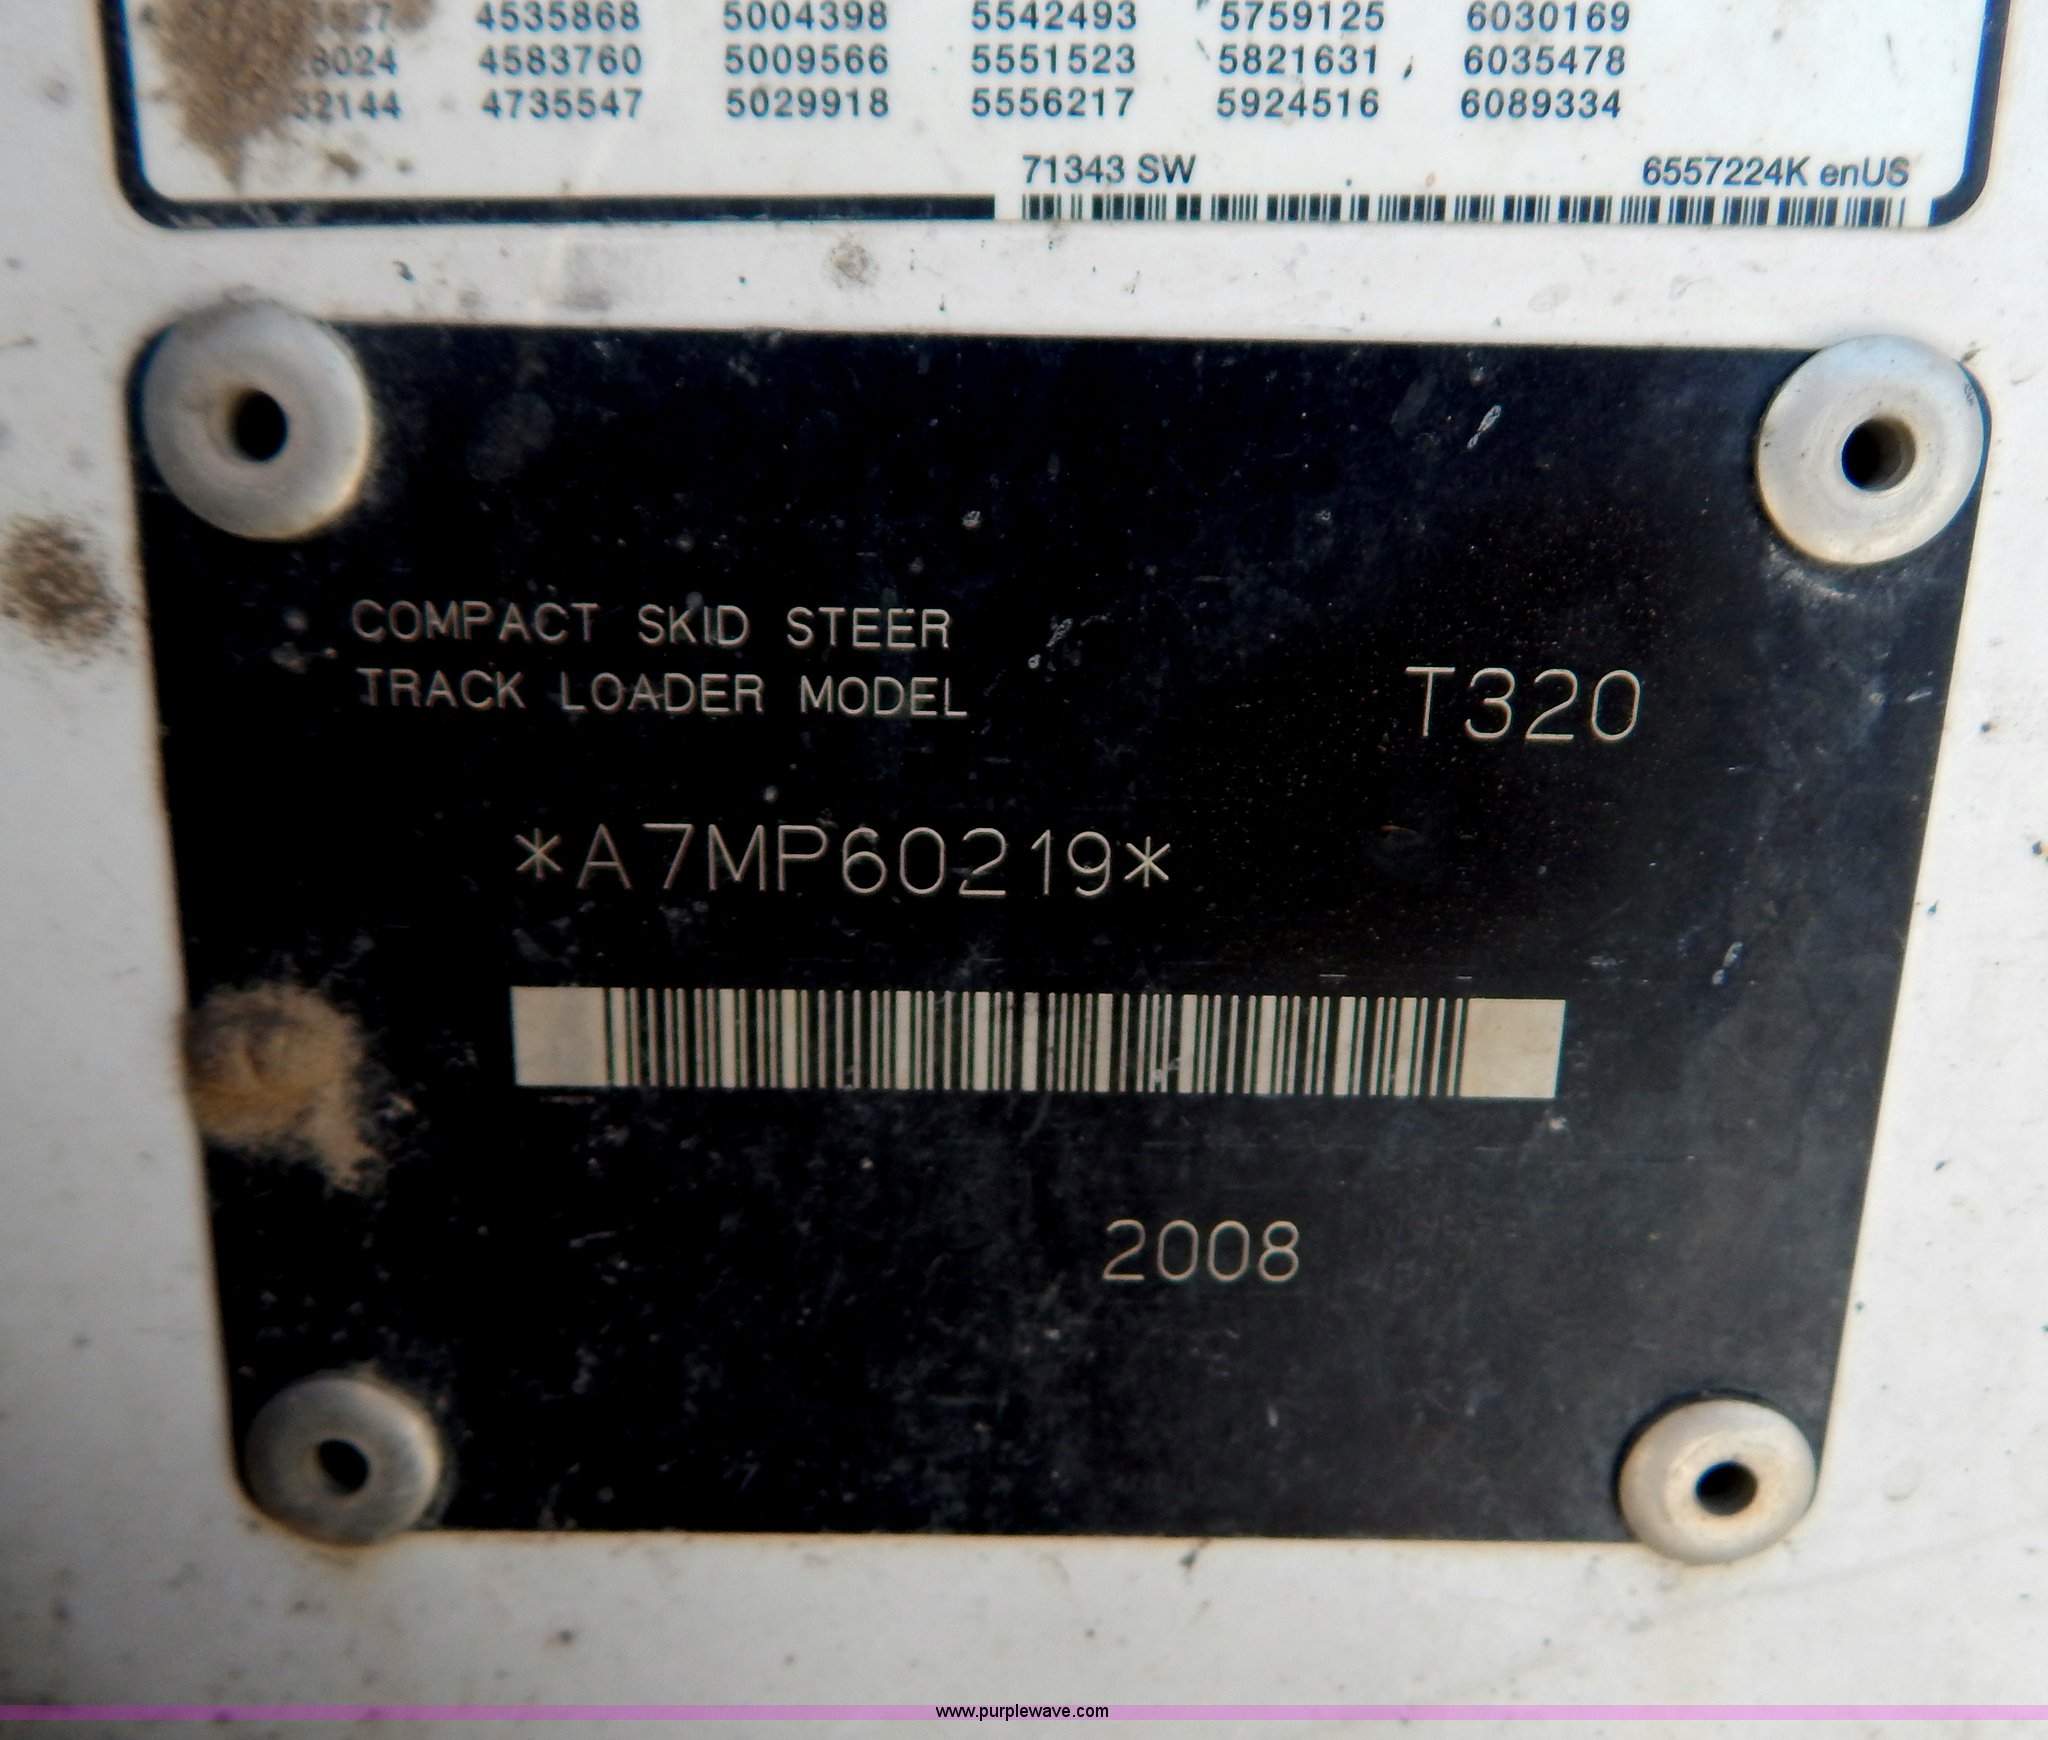 4535868 5004398 5542493 5759125 6030169
4583760 5009566 5551523 5821631 6035478
4735547 5029918 5556217 5924516 6089334
71343 SW 6557224K enUS
COMPACT SKID STEER
TRACK LOADER MODEL T320
*A7MP60219*
2008
www.purplewave.com